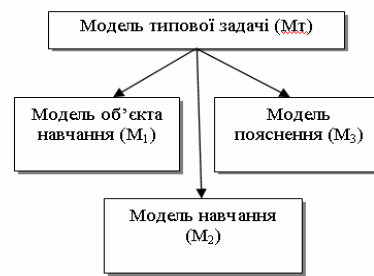 Модель типової задачі (Мт)
Модель об’єкта
навчання (М₁)
Модель
пояснення (М₃)
Модель навчання
(М₂)